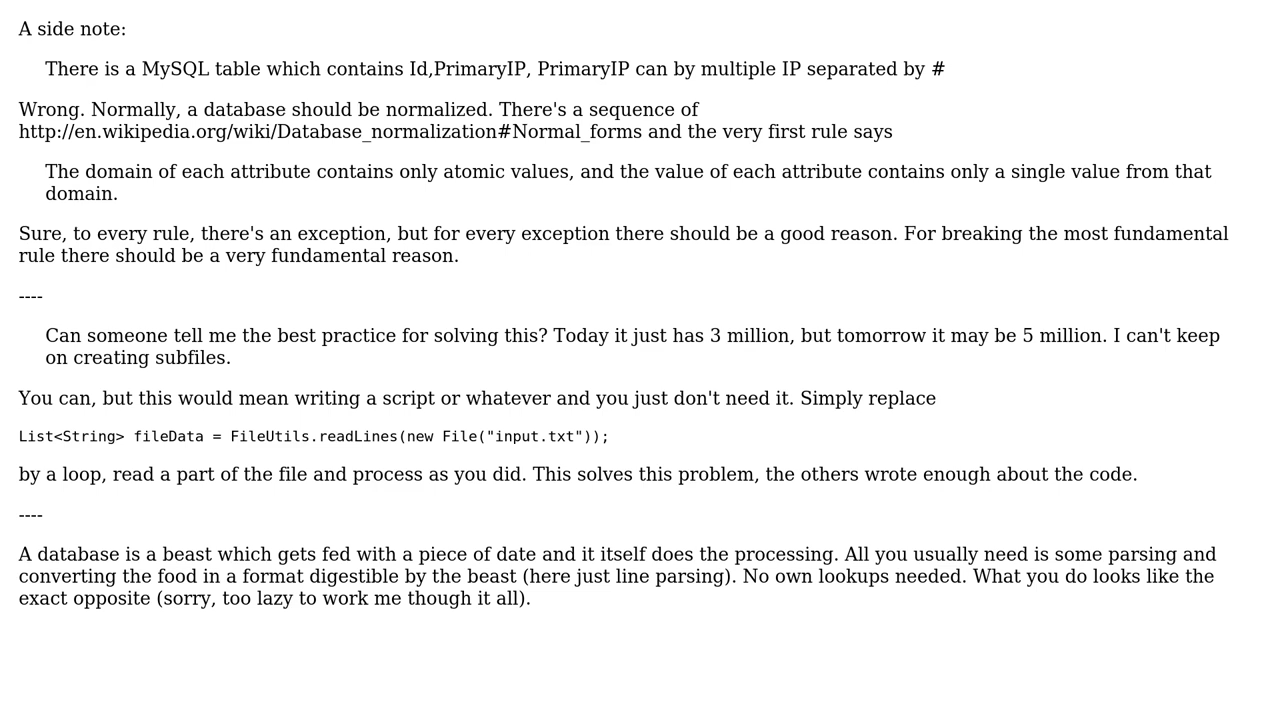 A side note:
There is a MySQL table which contains Id,PrimaryIP, PrimaryIP can by multiple IP separated by #
Wrong. Normally, a database should be normalized. There's a sequence of
http://en.wikipedia.org/wiki/Database_normalization#Normal_forms and the very first rule says
The domain of each attribute contains only atomic values, and the value of each attribute contains only a single value from that
domain.
Sure, to every rule, there's an exception, but for every exception there should be a good reason. For breaking the most fundamental
rule there should be a very fundamental reason.
----
Can someone tell me the best practice for solving this? Today it just has 3 million, but tomorrow it may be 5 million. I can't keep
on creating subfiles.
You can, but this would mean writing a script or whatever and you just don't need it. Simply replace
List<String> fileData = FileUtils.readLines(new File("input.txt"));
by a loop, read a part of the file and process as you did. This solves this problem, the others wrote enough about the code.
----
A database is a beast which gets fed with a piece of date and it itself does the processing. All you usually need is some parsing and
converting the food in a format digestible by the beast (here just line parsing). No own lookups needed. What you do looks like the
exact opposite (sorry, too lazy to work me though it all).